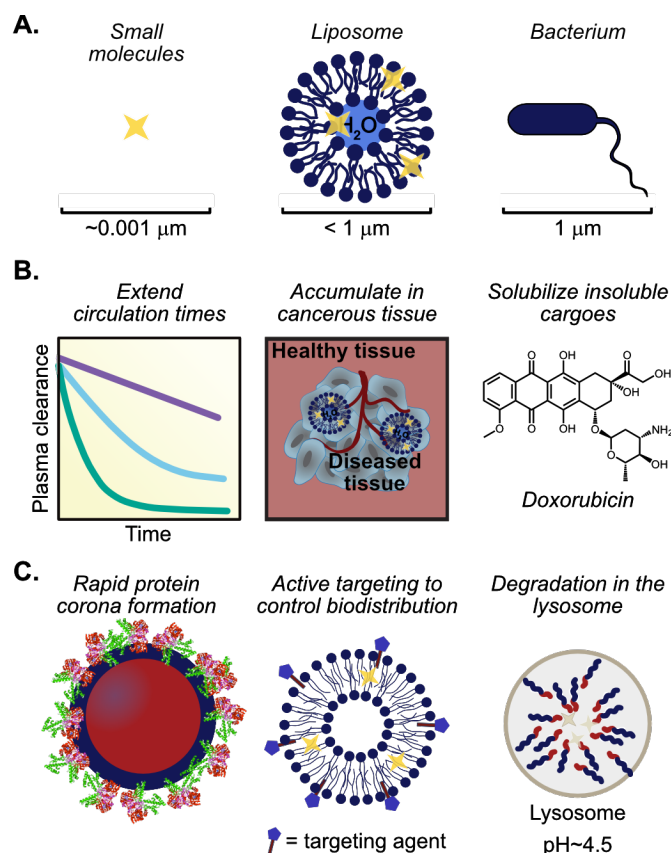 A.
Small
molecules
Liposome
Bacterium
H₂O
~0.001 μm
< 1 μm
1 μm
B.
Extend
circulation times
Accumulate in
cancerous tissue
Solubilize insoluble
cargoes
Plasma clearance
Time
Healthy tissue
Diseased
tissue
O
OH
O
OH
OH
O
O
OH
O
O
NH₂
OH
Doxorubicin
C.
Rapid protein
corona formation
Active targeting to
control biodistribution
Degradation in the
lysosome
= targeting agent
Lysosome
pH~4.5